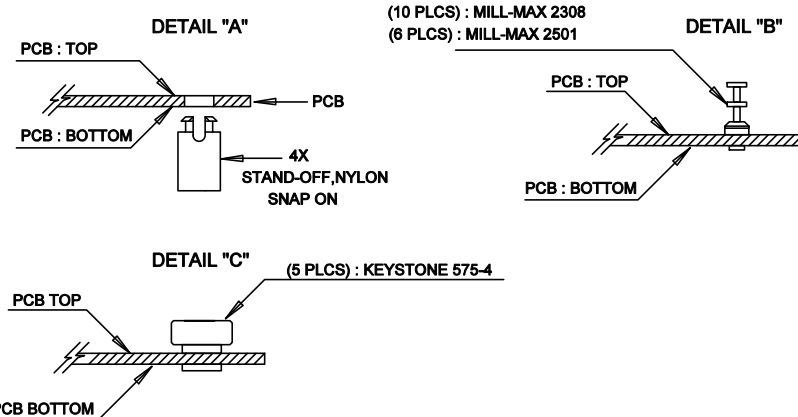 DETAIL "A"
PCB : TOP
PCB
PCB : BOTTOM
4X
STAND-OFF,NYLON
SNAP ON
(10 PLCS) : MILL-MAX 2308
(6 PLCS) : MILL-MAX 2501
DETAIL "B"
PCB : TOP
PCB : BOTTOM
DETAIL "C"
(5 PLCS) : KEYSTONE 575-4
PCB TOP
PCB BOTTOM